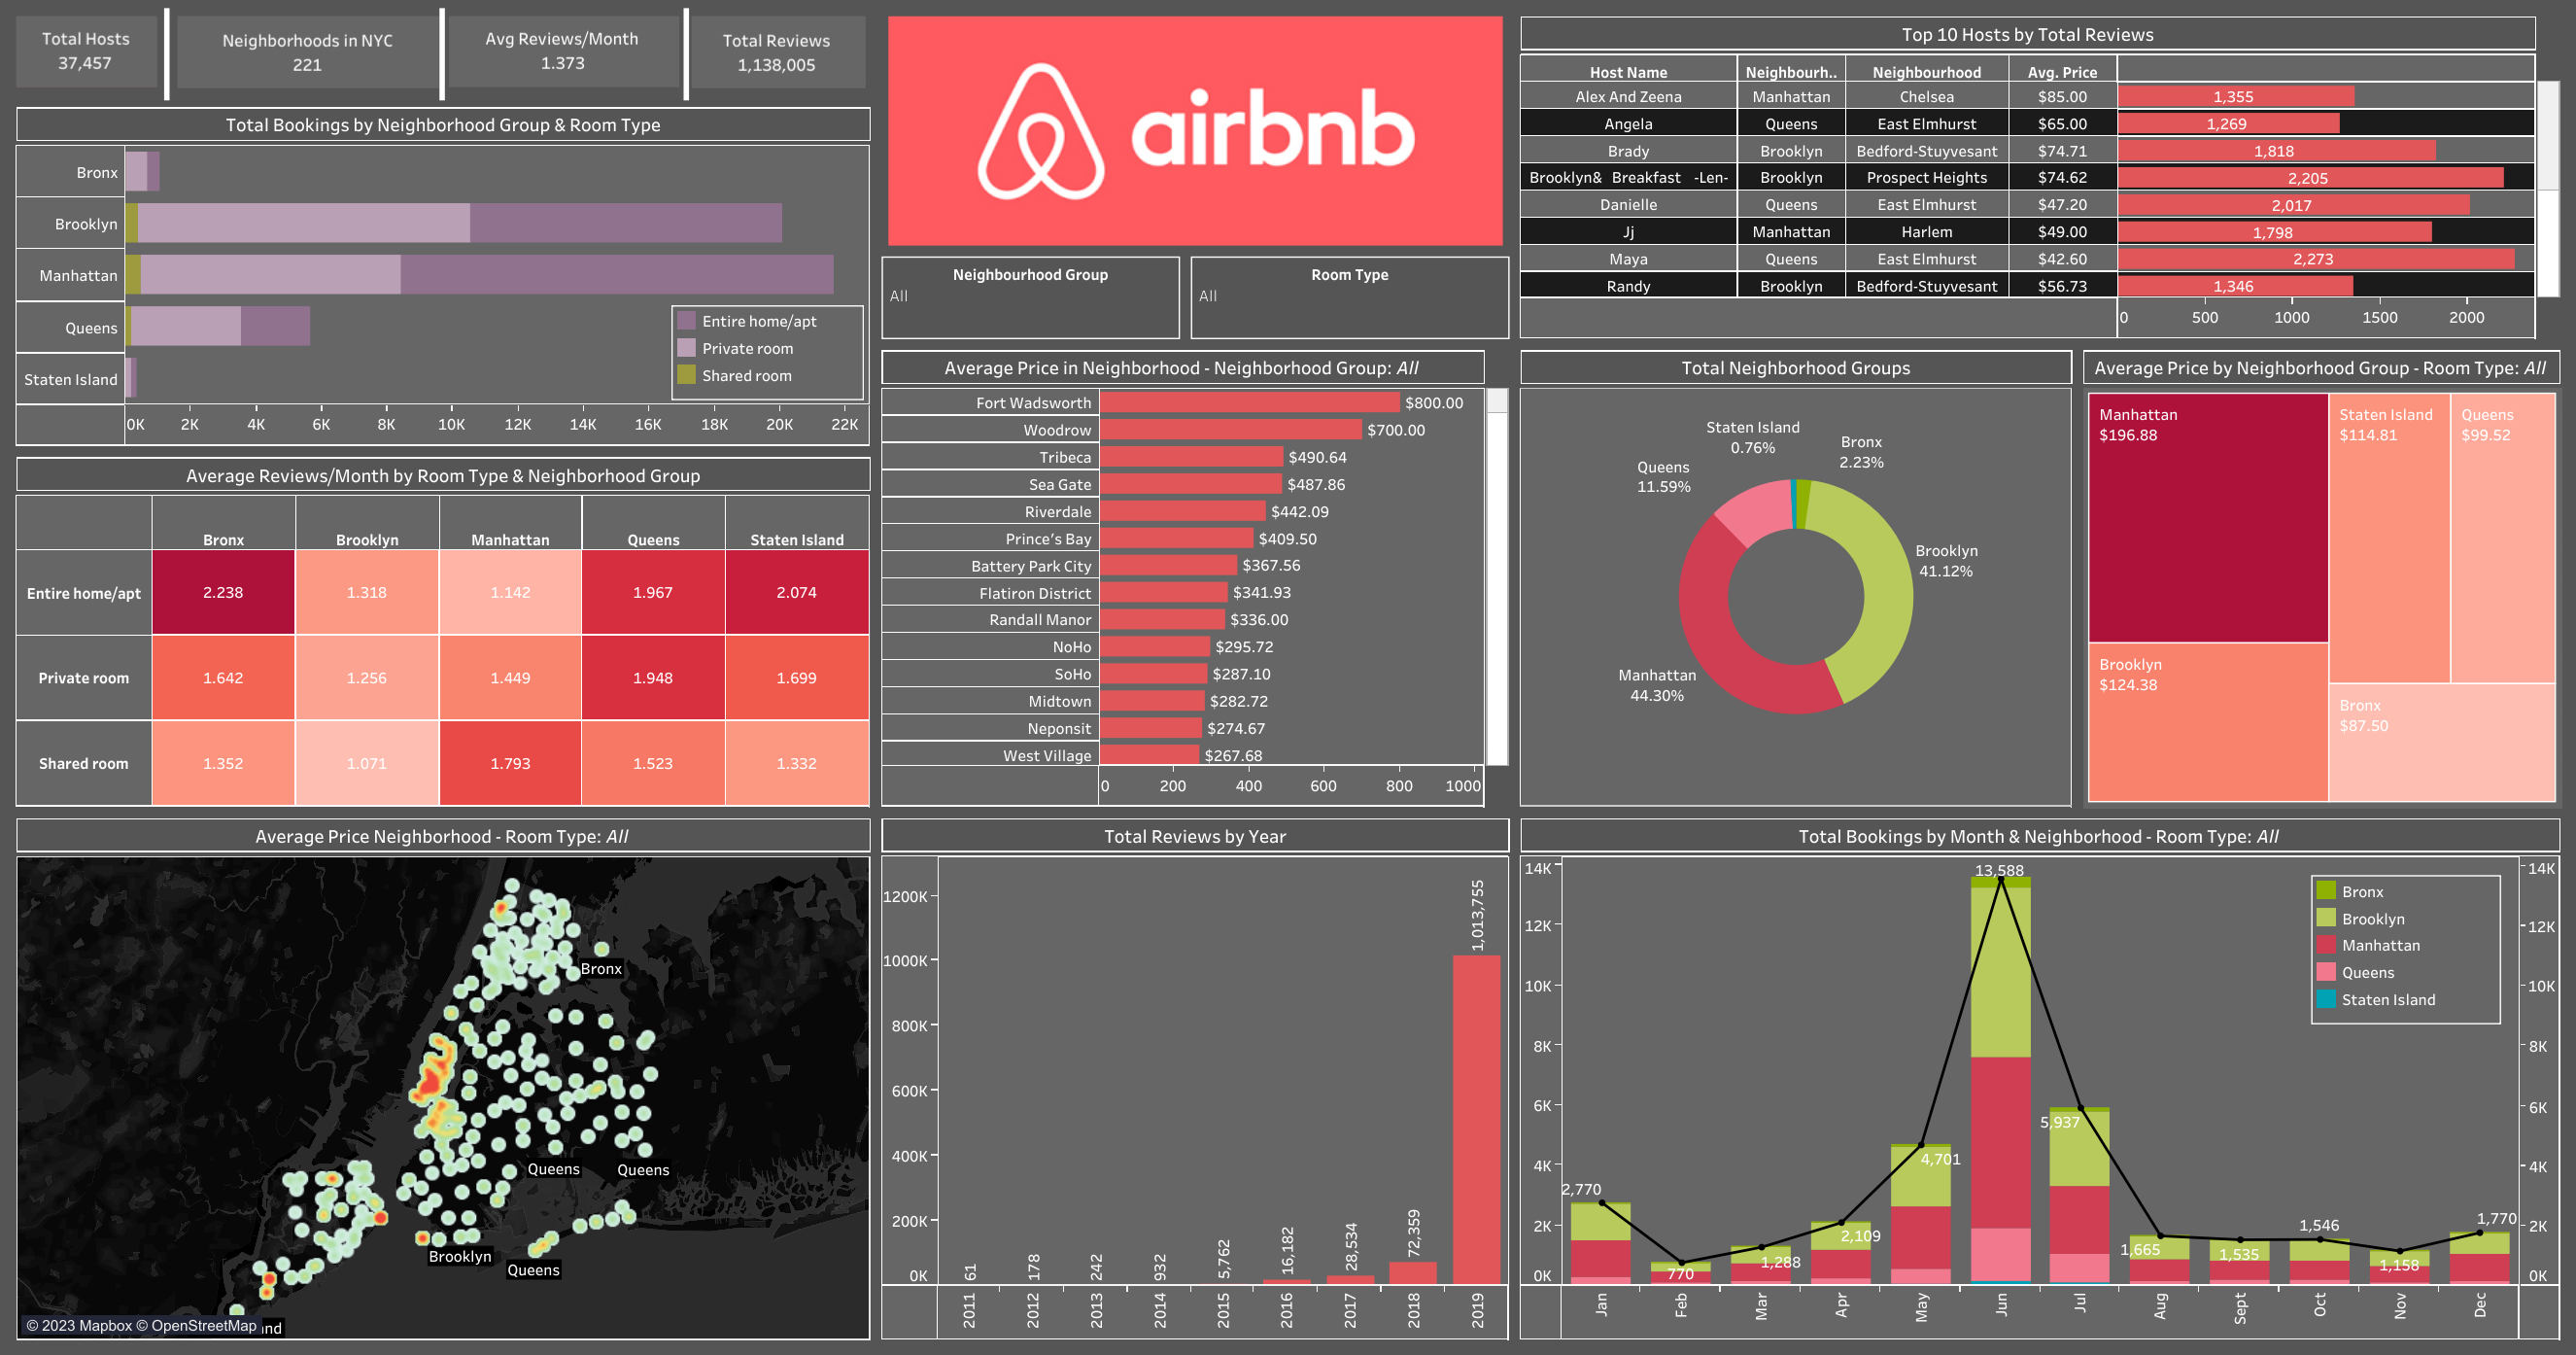 Total Hosts
37,457
Neighborhoods in NYC
221
Avg Reviews/Month
1.373
Total Reviews
1,138,005
airbnb
Neighbourhood Group
All
Room Type
All
Top 10 Hosts by Total Reviews
Host Name Neighbourh.. Neighbourhood Avg. Price
Alex And Zeena Manhattan Chelsea $85.00 1,355
Angela Queens East Elmhurst $65.00 1,269
Brady Brooklyn Bedford-Stuyvesant $74.71 1,818
Brooklyn& Breakfast -Len- Brooklyn Prospect Heights $74.62 2,205
Danielle Queens East Elmhurst $47.20 2,017
Jj Manhattan Harlem $49.00 1,798
Maya Queens East Elmhurst $42.60 2,273
Randy Brooklyn Bedford-Stuyvesant $56.73 1,346
0 500 1000 1500 2000
Total Bookings by Neighborhood Group & Room Type
Bronx
Brooklyn
Manhattan
Queens
Staten Island
Entire home/apt
Private room
Shared room
0K 2K 4K 6K 8K 10K 12K 14K 16K 18K 20K 22K
Average Reviews/Month by Room Type & Neighborhood Group
Bronx Brooklyn Manhattan Queens Staten Island
Entire home/apt 2.238 1.318 1.142 1.967 2.074
Private room 1.642 1.256 1.449 1.948 1.699
Shared room 1.352 1.071 1.793 1.523 1.332
Average Price in Neighborhood - Neighborhood Group: All
Fort Wadsworth $800.00
Woodrow $700.00
Tribeca $490.64
Sea Gate $487.86
Riverdale $442.09
Prince's Bay $409.50
Battery Park City $367.56
Flatiron District $341.93
Randall Manor $336.00
NoHo $295.72
SoHo $287.10
Midtown $282.72
Neponsit $274.67
West Village $267.68
0 200 400 600 800 1000
Total Neighborhood Groups
Staten Island
0.76%
Bronx
2.23%
Queens
11.59%
Brooklyn
41.12%
Manhattan
44.30%
Average Price by Neighborhood Group - Room Type: All
Manhattan
$196.88
Staten Island
$114.81
Queens
$99.52
Brooklyn
$124.38
Bronx
$87.50
Average Price Neighborhood - Room Type: All
Bronx
Queens
Queens
Brooklyn
Queens
© 2023 Mapbox © OpenStreetMap
nd
Total Reviews by Year
1200K
1000K
800K
600K
400K
200K
0K
61 178 242 932 5,762 16,182 28,534 72,359 1,013,755
2011 2012 2013 2014 2015 2016 2017 2018 2019
Total Bookings by Month & Neighborhood - Room Type: All
14K
12K
10K
8K
6K
4K
2K
0K
2,770 770 1,288 2,109 4,701 13,588 5,937 1,665 1,535 1,546 1,158 1,770
Bronx
Brooklyn
Manhattan
Queens
Staten Island
14K
12K
10K
8K
6K
4K
2K
0K
Jan Feb Mar Apr May Jun Jul Aug Sept Oct Nov Dec